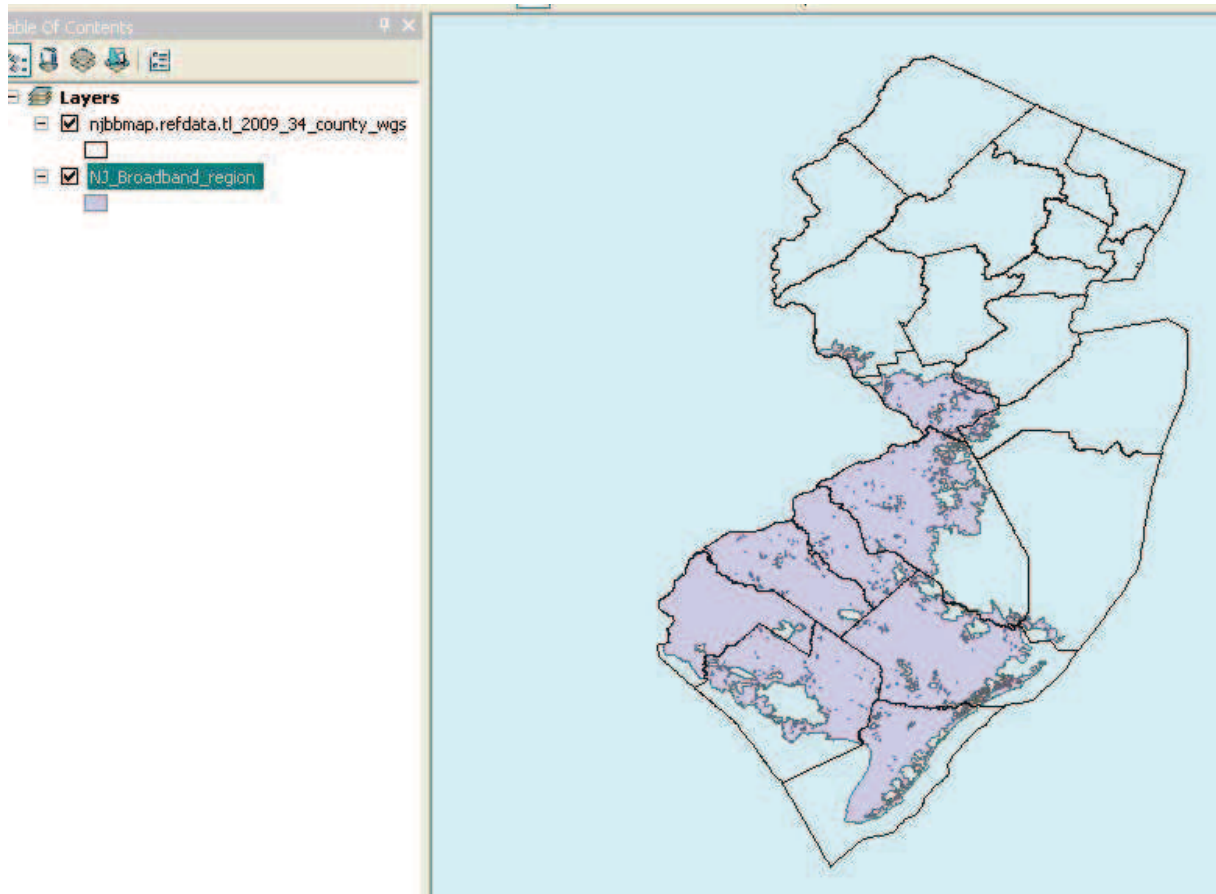 able Of Contents
Layers
njbbmap.refdata.tl_2009_34_county_wgs
NJ_Broadband_region